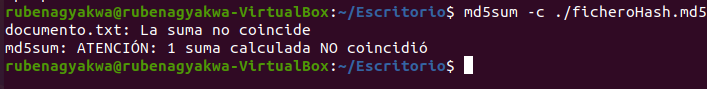 rubenagyakwa@rubenagyakwa-VirtualBox:~/Escritorio$ md5sum -c ./ficheroHash.md5
documento.txt: La suma no coincide
md5sum: ATENCIÓN: 1 suma calculada NO coincidió
rubenagyakwa@rubenagyakwa-VirtualBox:~/Escritorio$